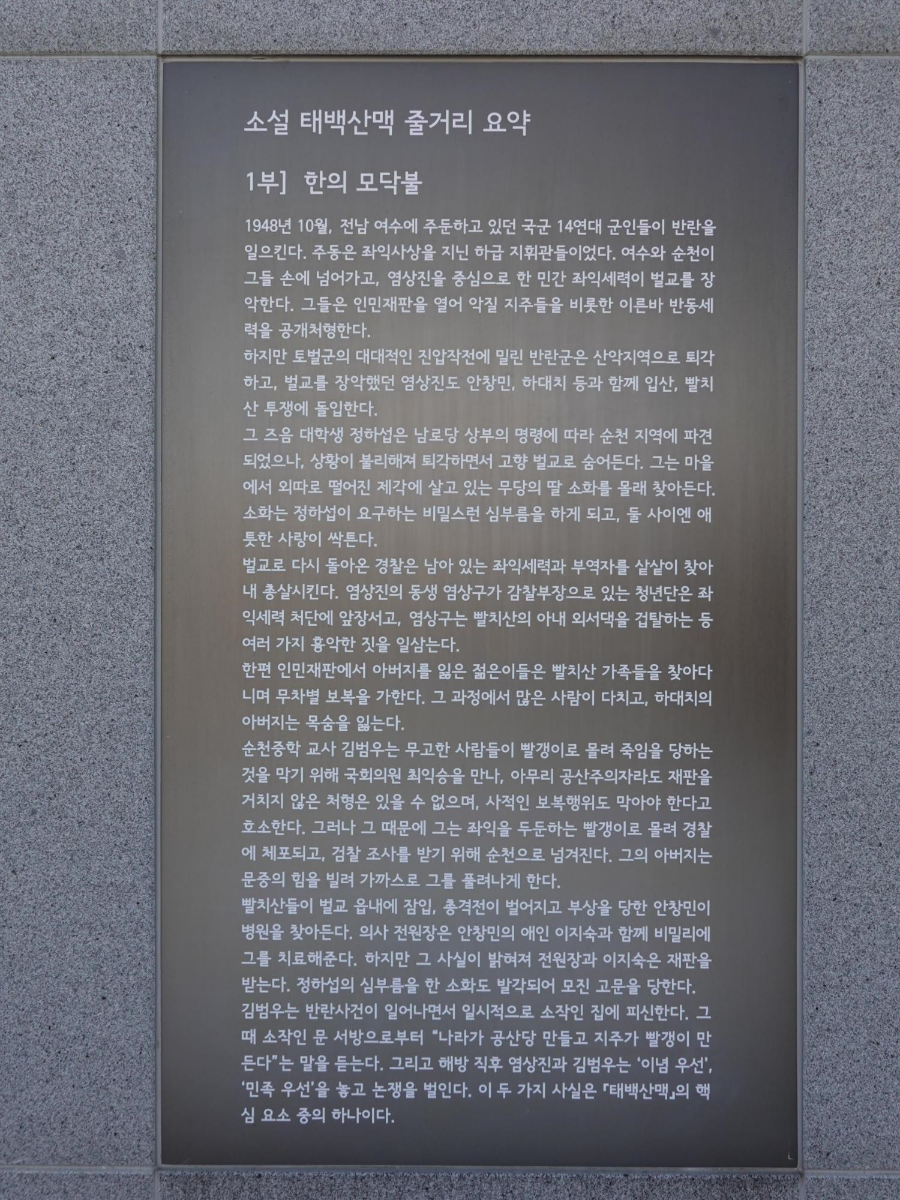 소설 태백산맥 줄거리 요약
1부] 한의 모닥불
1948년 10월, 전남 여수에 주둔하고 있던 국군 14연대 군인들이 반란을
일으킨다. 주동은 좌익사상을 지닌 하급 지휘관들이었다. 여수와 순천이
그들 손에 넘어가고, 염상진을 중심으로 한 민간 좌익세력이 벌교를 장
악한다. 그들은 인민재판을 열어 악질 지주들을 비롯한 이른바 반동세
력을 공개처형한다.
하지만 토벌군의 대대적인 진압작전에 밀린 반란군은 산악지역으로 퇴각
하고, 벌교를 장악했던 염상진도 안창민, 하대치 등과 함께 입산, 빨치
산 투쟁에 돌입한다.
그 즈음 대학생 정하섭은 남로당 상부의 명령에 따라 순천 지역에 파견
되었으나, 상황이 불리해져 퇴각하면서 고향 벌교로 숨어든다. 그는 마을
에서 외따로 떨어진 제각에 살고 있는 무당의 딸 소화를 몰래 찾아든다.
소화는 정하섭이 요구하는 비밀스런 심부름을 하게 되고, 둘 사이엔 애
틋한 사랑이 싹튼다.
벌교로 다시 돌아온 경찰은 남아 있는 좌익세력과 부역자를 샅샅이 찾아
내 총살시킨다. 염상진의 동생 염상구가 감찰부장으로 있는 청년단은 좌
익세력 처단에 앞장서고, 염상구는 빨치산의 아내 외서댁을 겁탈하는 등
여러 가지 흉악한 짓을 일삼는다.
한편 인민재판에서 아버지를 잃은 젊은이들은 빨치산 가족들을 찾아다
니며 무차별 보복을 가한다. 그 과정에서 많은 사람이 다치고, 하대치의
아버지는 목숨을 잃는다.
순천중학 교사 김범우는 무고한 사람들이 빨갱이로 몰려 죽임을 당하는
것을 막기 위해 국회의원 최익승을 만나, 아무리 공산주의자라도 재판을
거치지 않은 처형은 있을 수 없으며, 사적인 보복행위도 막아야 한다고
호소한다. 그러나 그 때문에 그는 좌익을 두둔하는 빨갱이로 몰려 경찰
에 체포되고, 검찰 조사를 받기 위해 순천으로 넘겨진다. 그의 아버지는
문중의 힘을 빌려 가까스로 그를 풀려나게 한다.
빨치산들이 벌교 읍내에 잠입, 총격전이 벌어지고 부상을 당한 안창민이
병원을 찾아든다. 의사 전원장은 안창민의 애인 이지숙과 함께 비밀리에
그를 치료해준다. 하지만 그 사실이 밝혀져 전원장과 이지숙은 재판을
받는다. 정하섭의 심부름을 한 소화도 발각되어 모진 고문을 당한다.
김범우는 반란사건이 일어나면서 일시적으로 소작인 집에 피신한다. 그
때 소작인 문 서방으로부터 “나라가 공산당 만들고 지주가 빨갱이 만
든다”는 말을 듣는다. 그리고 해방 직후 염상진과 김범우는 ‘이념 우선’,
‘민족 우선’을 놓고 논쟁을 벌인다. 이 두 가지 사실은 『태백산맥』의 핵
심 요소 중의 하나이다.